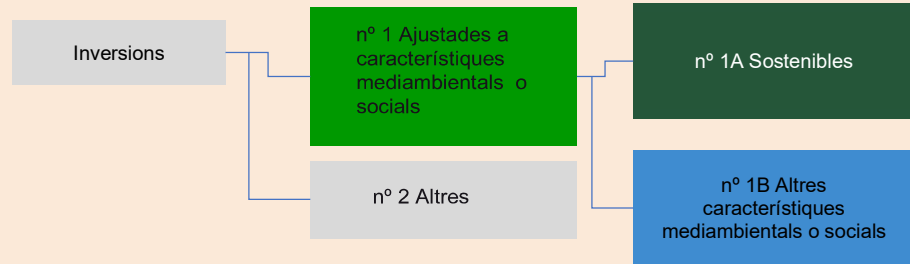 Inversions
nº 1 Ajustades a
característiques
mediambientals o
socials
nº 2 Altres
nº 1A Sostenibles
nº 1B Altres
característiques
mediambientals o socials